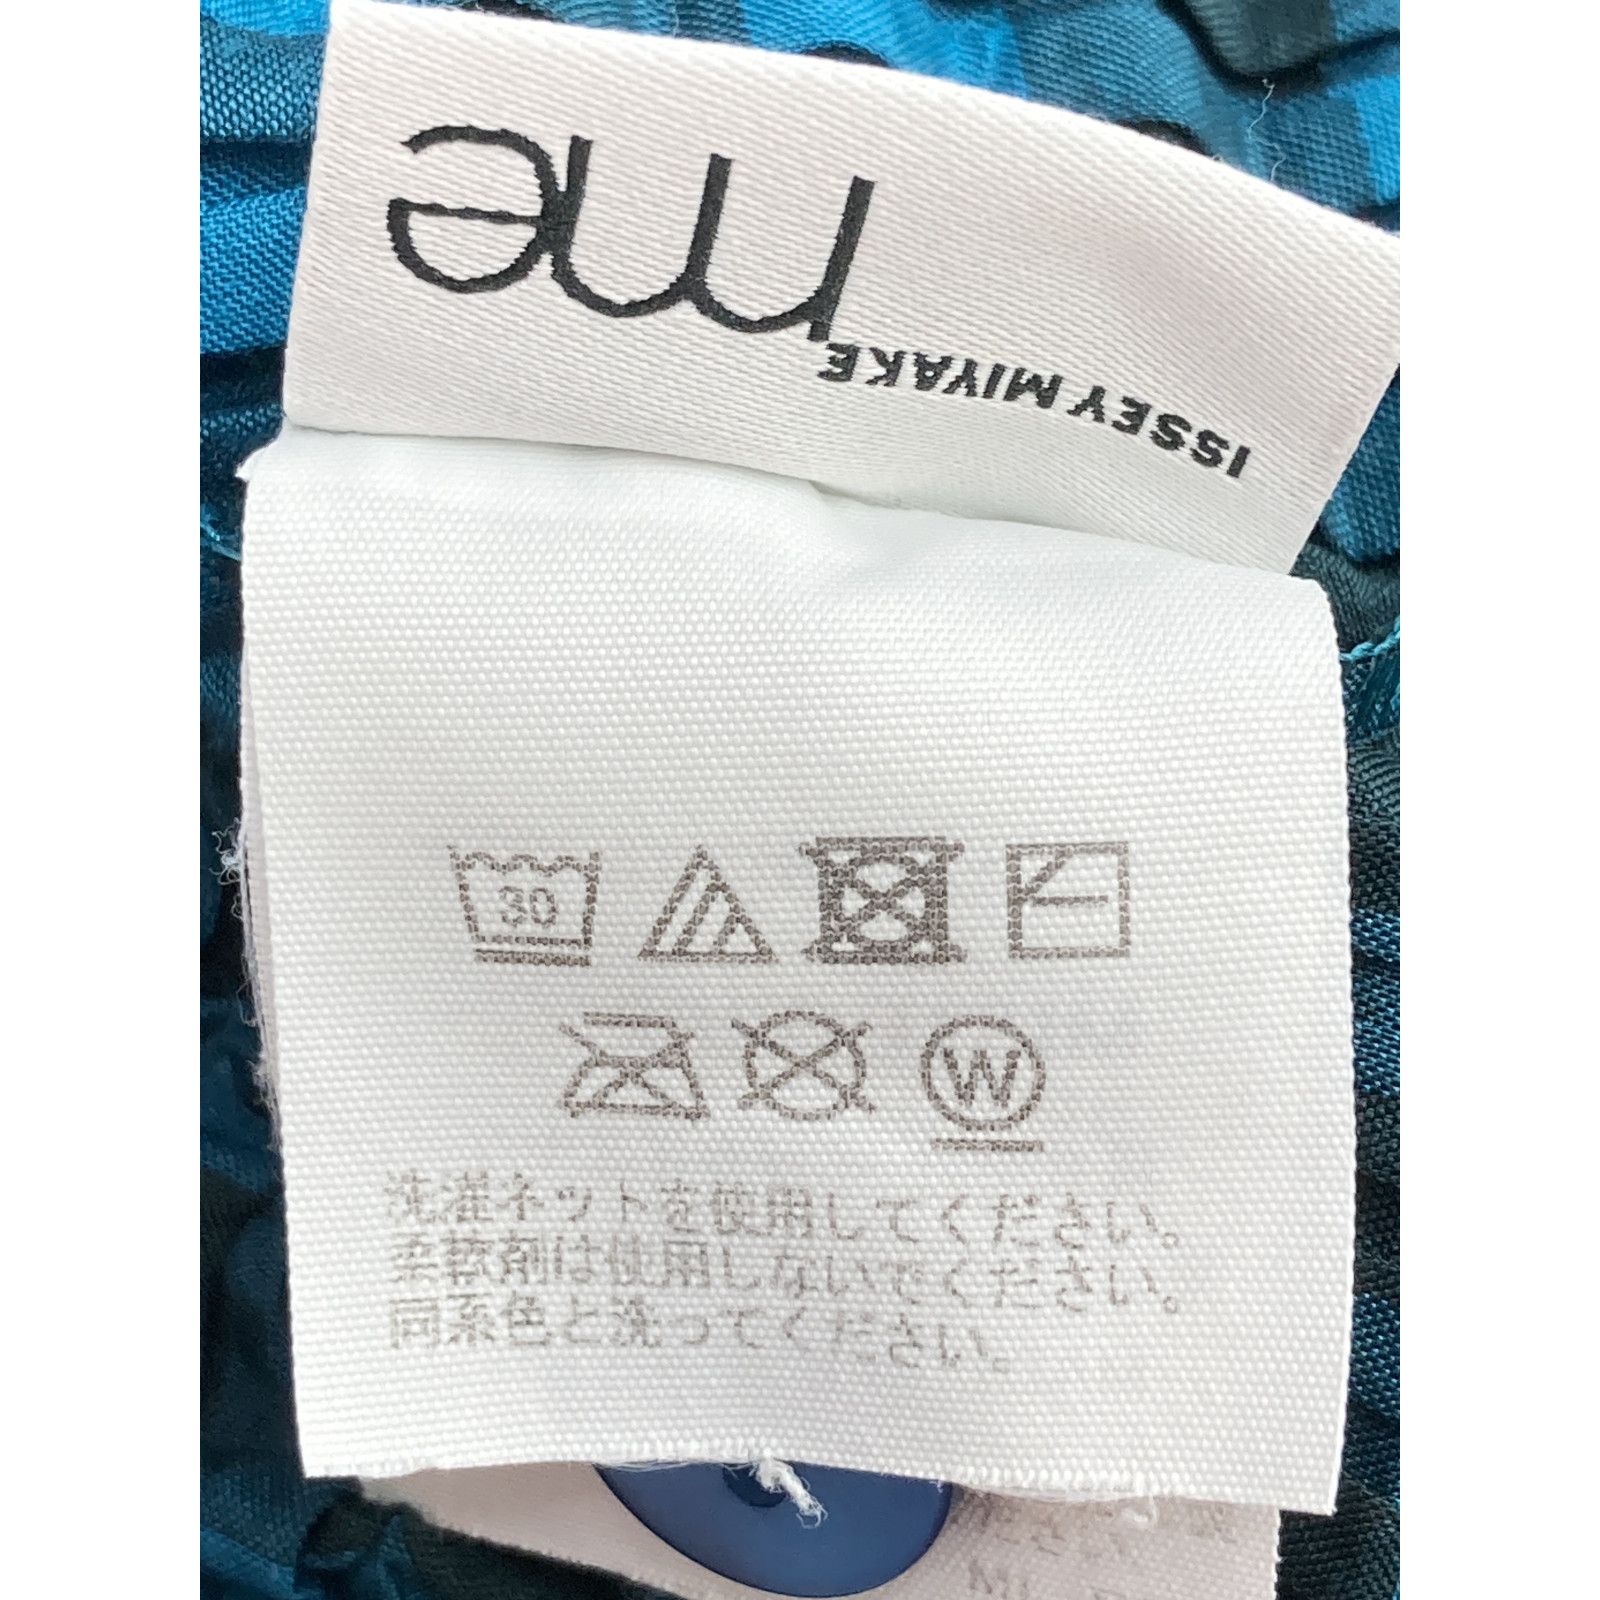 me
ISSEY MIYAKE
30
W
洗濯ネットを使用してください。
柔軟剤は使用しないでください。
同系色と洗ってください。